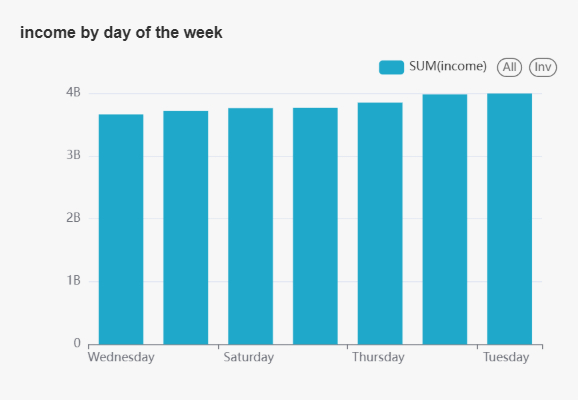 income by day of the week
SUM(income) All Inv
4B
3B
2B
1B
0
Wednesday Saturday Thursday Tuesday